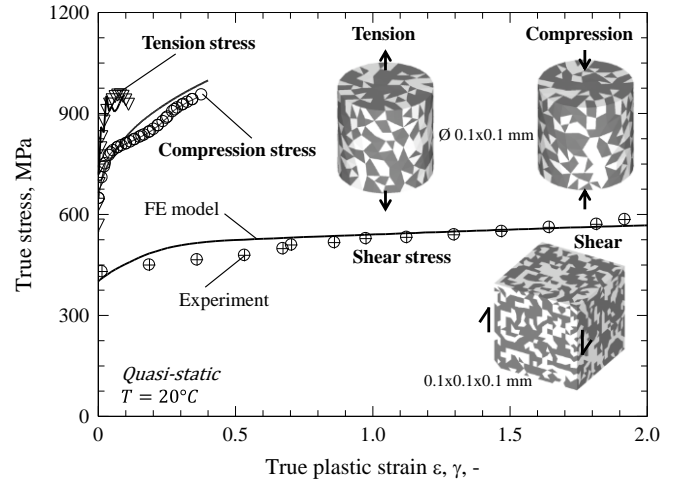 1200
900
600
300
0
True stress, MPa
Tension stress
Tension
Compression
Ø 0.1x0.1 mm
Compression stress
FE model
Shear stress
Shear
Experiment
0.1x0.1x0.1 mm
Quasi-static
T = 20°C
0
0.5
1.0
1.5
2.0
True plastic strain ε, γ, -